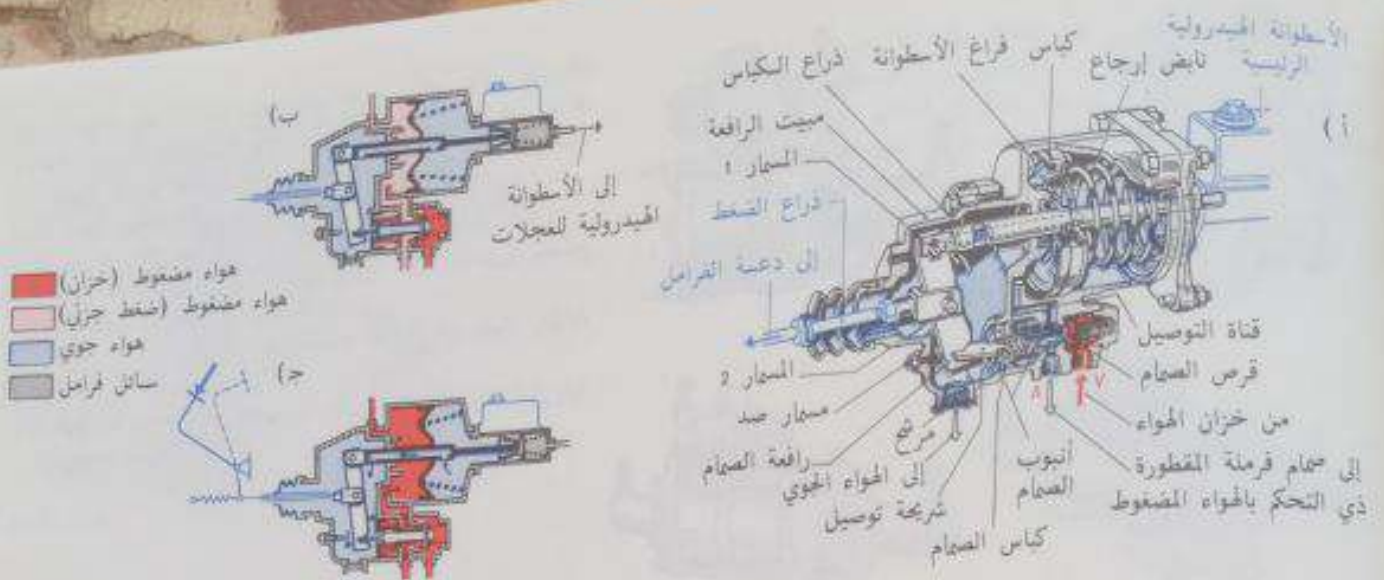 الأسطوانة الهيدرولية
الرئيسية
نابض إرجاع
كباس
فراغ الأسطوانة
ذراع الكباس
أ )
مبيت الرافعة
المسمار 1
ذراع الضغط
إلى دعسة الفرامل
المسمار 2
مسمار صد
رافعة الصمام
مرشح
إلى الهواء الجوي
شريحة توصيل
كباس الصمام
أنبوب
الصمام
قناة التوصيل
قرص الصمام
V
A
من خزان الهواء
إلى صمام فرملة المقطورة
ذي التحكم بالهواء المضغوط
ب)
إلى الأسطوانة
الهيدرولية للعجلات
هواء مضغوط (خزان)
هواء مضغوط (ضغط جزئي)
هواء جوي
سائل فرامل
جـ)